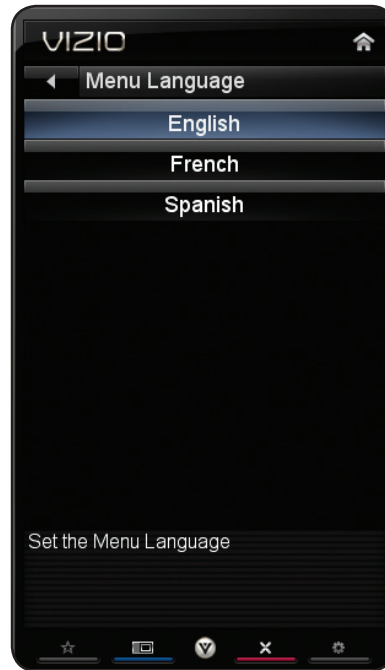 VIZIO
Menu Language
English
French
Spanish
Set the Menu Language